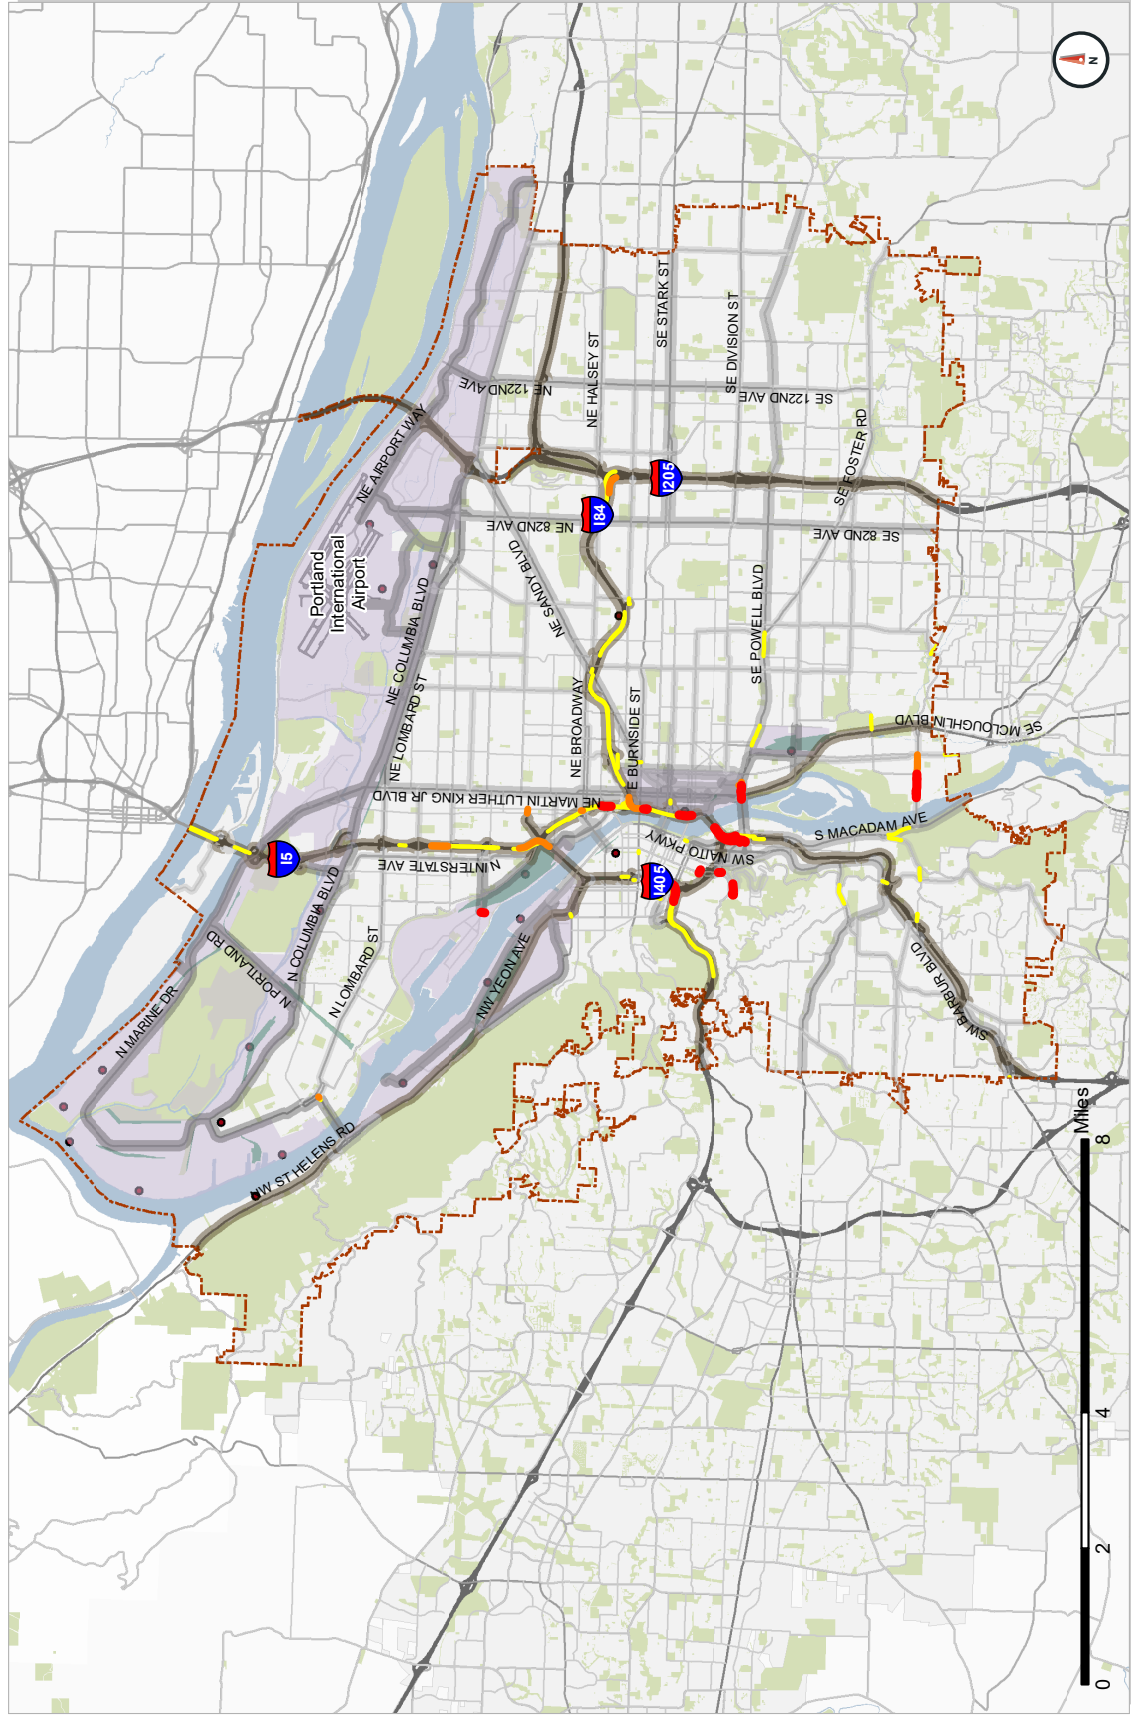 N
NE 122ND AVE
NE AIRPORT WAY
NE HALSEY ST
SE STARK ST
SE DIVISION ST
SE 122ND AVE
SE FOSTER RD
I205
I84
NE 82ND AVE
SE 82ND AVE
Portland
International
Airport
NE SANDY BLVD
NE COLUMBIA BLVD
NE LOMBARD ST
SE POWELL BLVD
NE BROADWAY
E BURNSIDE ST
SE MCLOUGHLIN BLVD
NE MARTIN LUTHER KING JR BLVD
S MACADAM AVE
SW NAITO PKWY
I5
N INTERSTATE AVE
I405
N COLUMBIA BLVD
N PORTLAND RD
N LOMBARD ST
NW YEON AVE
SW BARBUR BLVD
N MARINE DR
NW ST HELENS RD
Miles
0
2
4
8